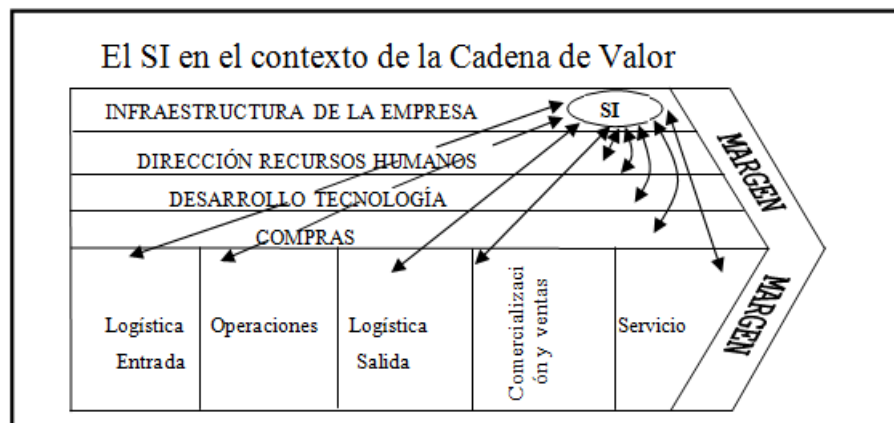 El SI en el contexto de la Cadena de Valor
INFRAESTRUCTURA DE LA EMPRESA
SI
DIRECCIÓN RECURSOS HUMANOS
DESARROLLO TECNOLOGÍA
COMPRAS
MARGEN
MARGEN
Logística
Entrada
Operaciones
Logística
Salida
Comercializaci
ón y ventas
Servicio